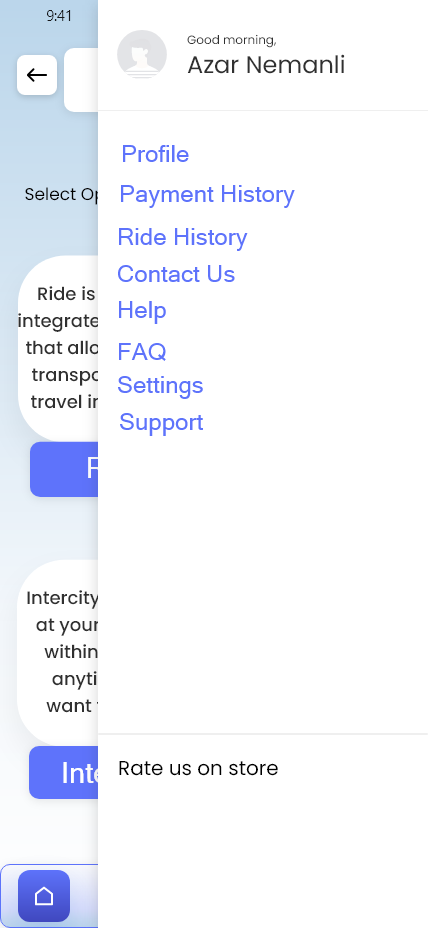 9:41
Good morning,
Azar Nemanli
Profile
Select Op
Payment History
Ride History
Contact Us
Ride is
Help
integrate
that allo
FAQ
transpo
Settings
travel in
Support
F
Intercity
at your
within
anyti
want
Rate us on store
Inte